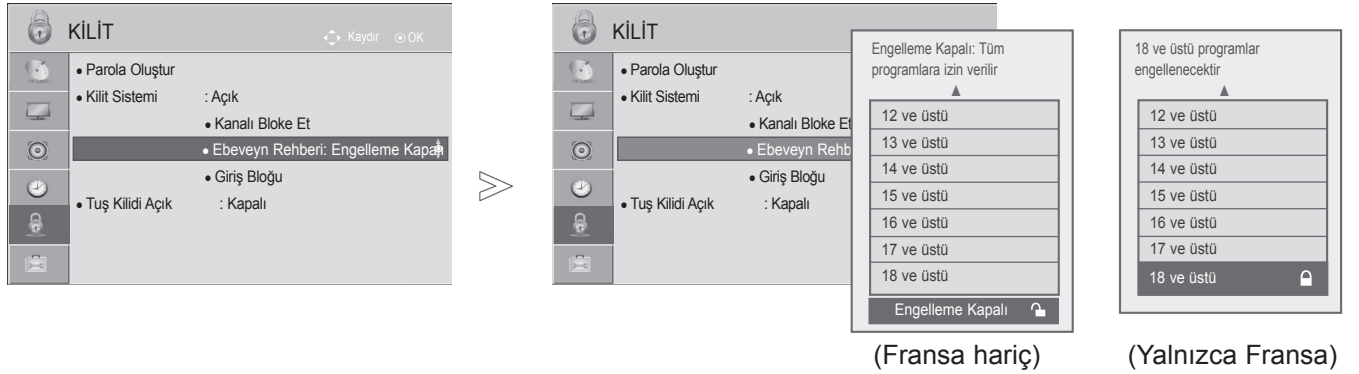 KİLİT
Kaydır OK
• Parola Oluştur
• Kilit Sistemi : Açık
• Kanalı Bloke Et
• Ebeveyn Rehberi: Engelleme Kapalı
• Giriş Bloğu
• Tuş Kilidi Açık : Kapalı
KİLİT
• Parola Oluştur
• Kilit Sistemi : Açık
• Kanalı Bloke Et
• Ebeveyn Rehb
• Giriş Bloğu
• Tuş Kilidi Açık : Kapalı
Engelleme Kapalı: Tüm
programlara izin verilir
12 ve üstü
13 ve üstü
14 ve üstü
15 ve üstü
16 ve üstü
17 ve üstü
18 ve üstü
Engelleme Kapalı
(Fransa hariç)
18 ve üstü programlar
engellenecektir
12 ve üstü
13 ve üstü
14 ve üstü
15 ve üstü
16 ve üstü
17 ve üstü
18 ve üstü
(Yalnızca Fransa)